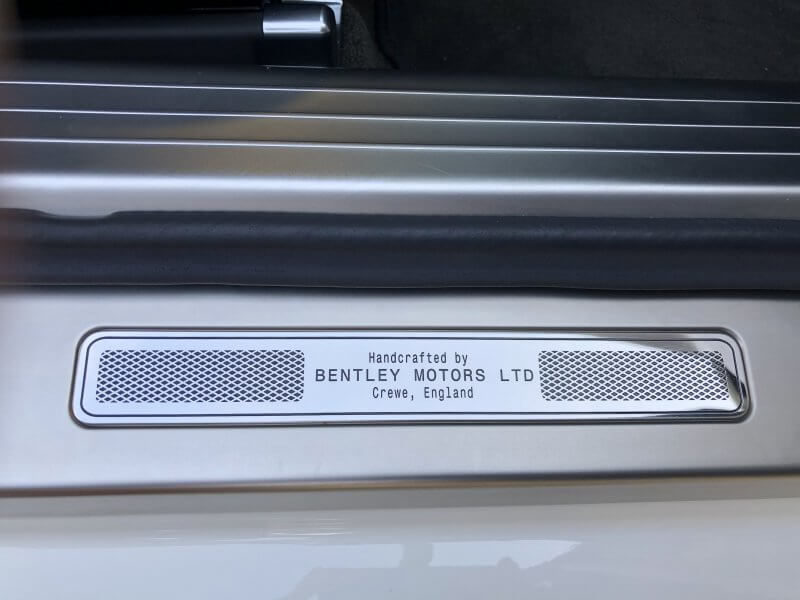 Handcrafted by
BENTLEY MOTORS LTD
Crewe, England